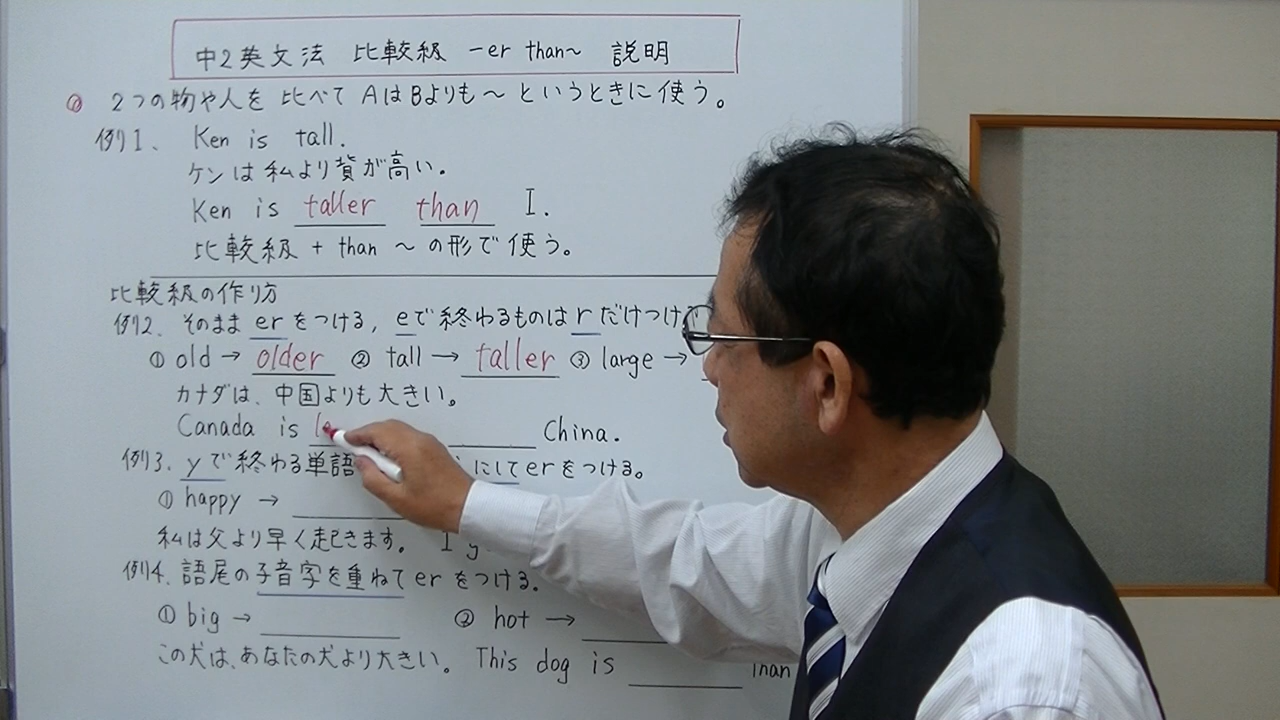 中2英文法 比較級 -er than~ 説明
◎ 2つの物や人を 比べて AはBよりも~ というときに使う。
例1、 Ken is tall.
ケンは私より背が高い。
Ken is taller than I.
比較級 + than ~ の形で使う。
比較級の作り方
例2、そのまま er をつける, eで終わるものは r だけつけ
① old → older ② tall → taller ③ large →
カナダは、中国よりも大きい。
Canada is la China.
例3、yで終わる単語 にして er をつける。
① happy →
私は父より早く起きます。 I g
例4、語尾の子音字を重ねて er をつける。
① big → ② hot →
この犬は、あなたの犬より大きい。 This dog is than